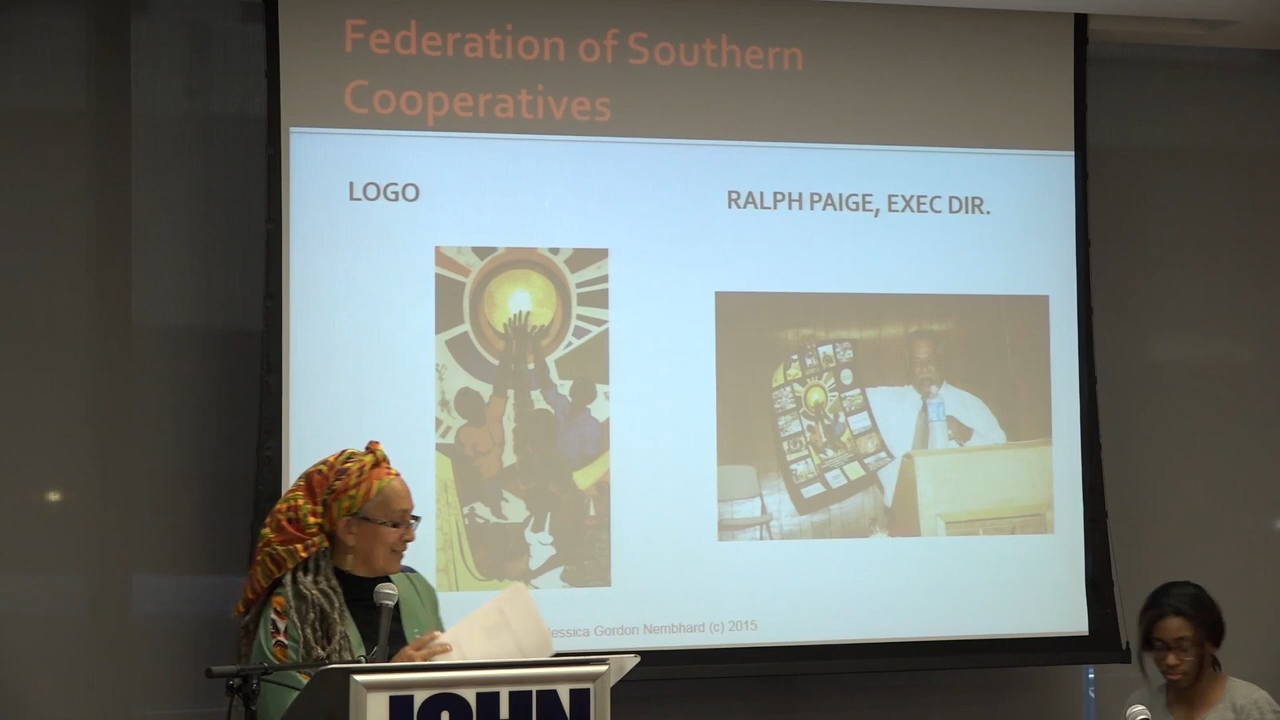 Federation of Southern
Cooperatives
LOGO
RALPH PAIGE, EXEC DIR.
Jessica Gordon Nembhard (c) 2015
JOHN